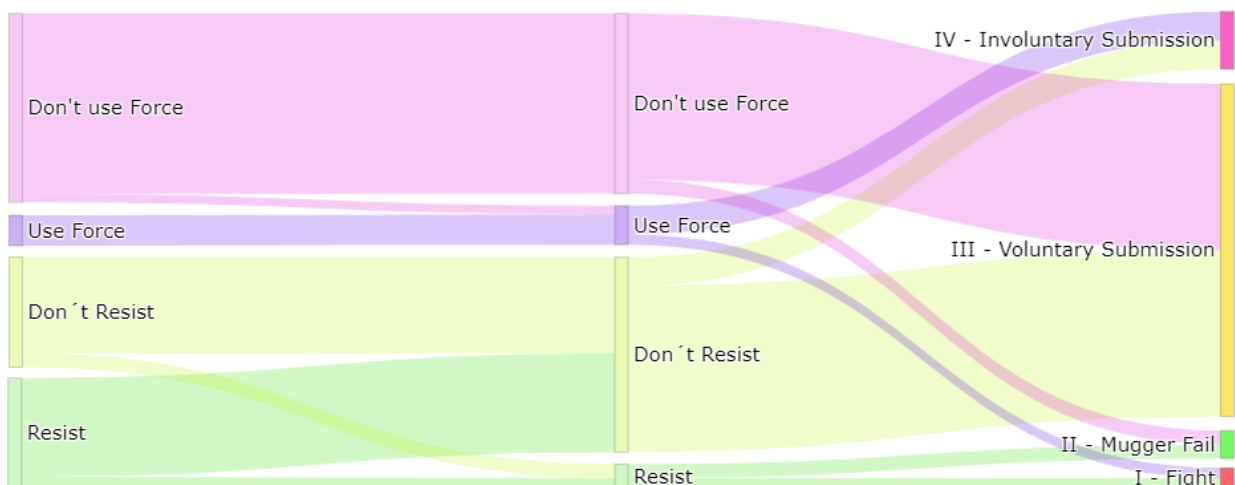 Don't use Force
Use Force
Don´t Resist
Resist
Don't use Force
Use Force
Don´t Resist
Resist
IV - Involuntary Submission
III - Voluntary Submission
II - Mugger Fail
I - Fight